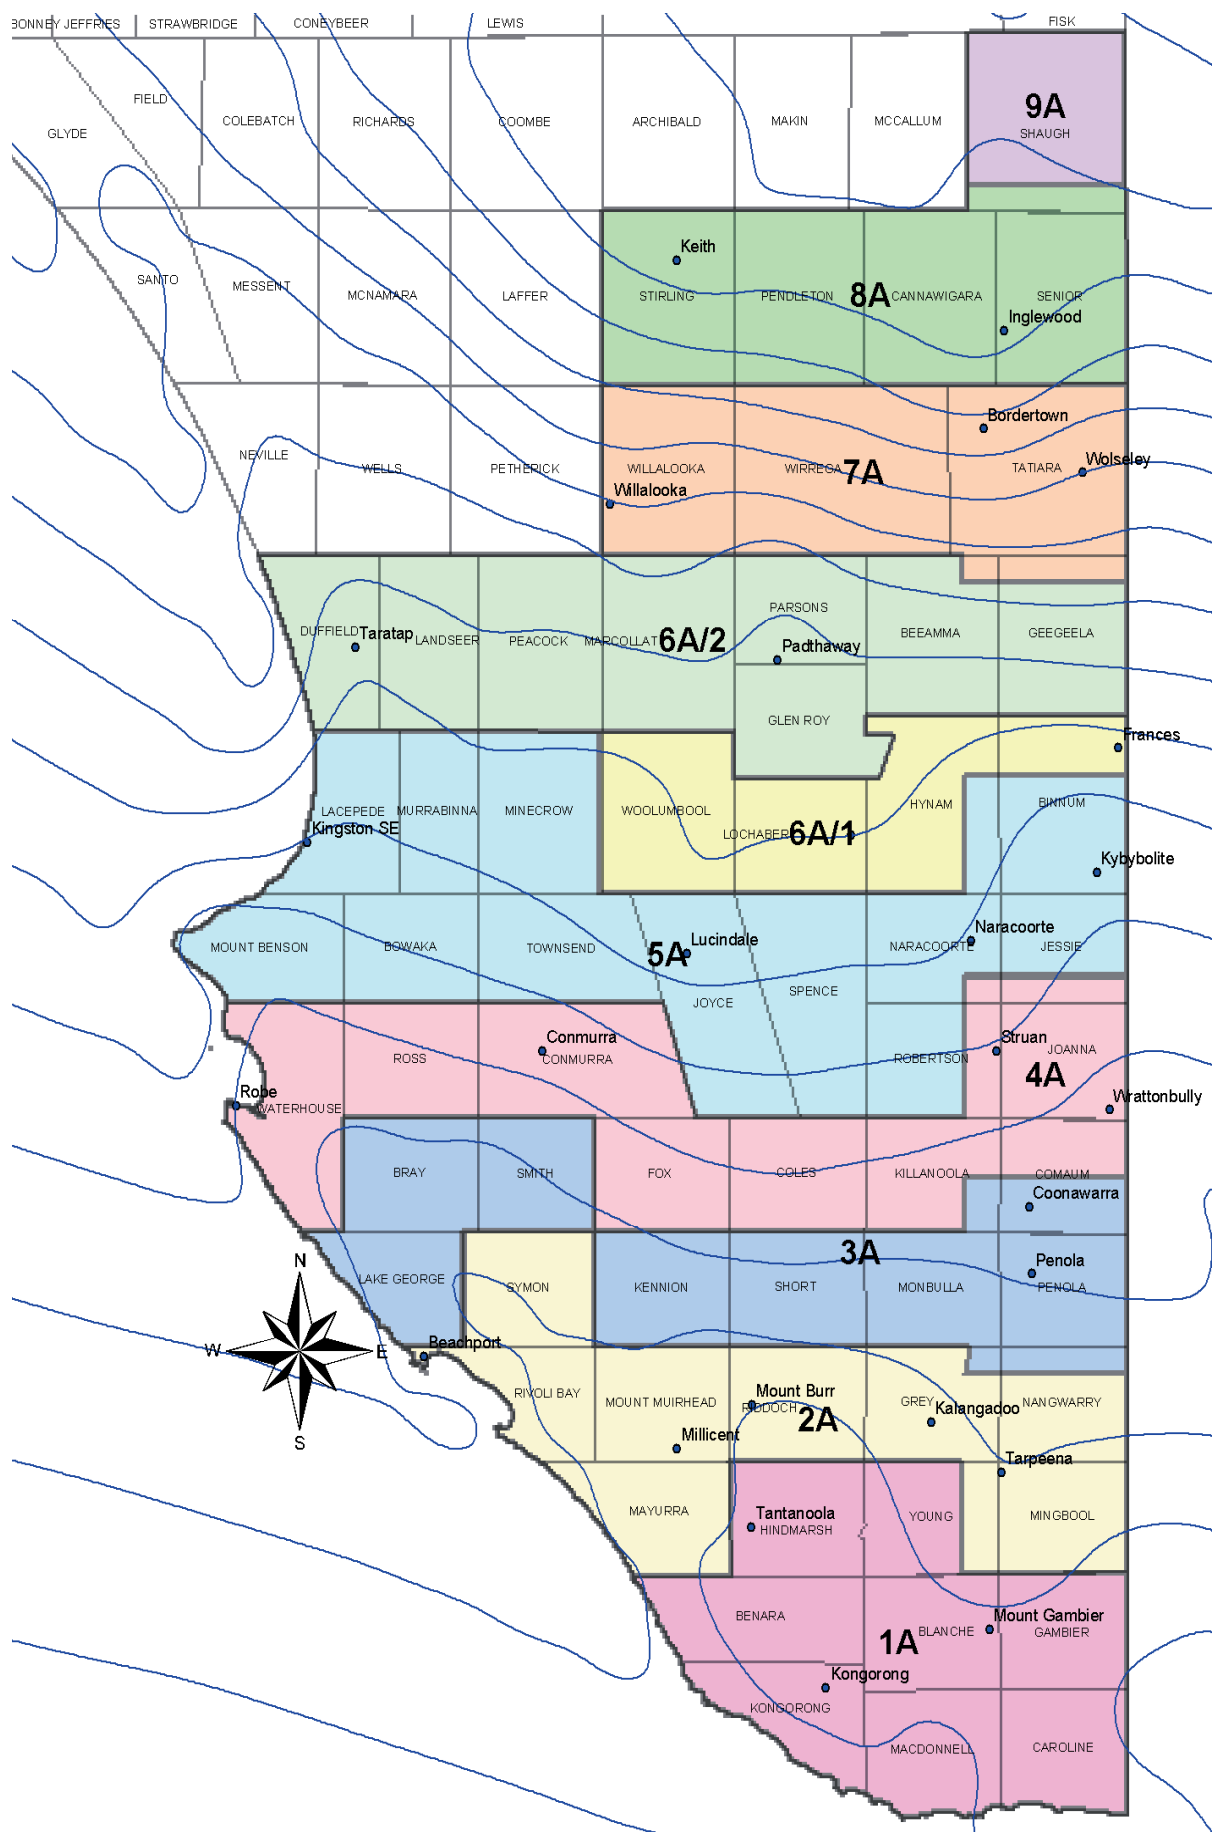 BONNEY JEFFRIES STRAWBRIDGE CONEYBEER LEWIS FISK
FIELD
9A
GLYDE COLEBATCH RICHARDS COOMBE ARCHIBALD MAKIN MCCALLUM SHAUGH
Keith
SANTO MESSENT MCNAMARA LAFFER STIRLING PENDLETON 8A CANNAWIGARA SENIOR
Inglewood
Bordertown
NEVILLE WELLS PETHERICK WILLALOOKA WIRREGA 7A TATIARA Wolseley
Willalooka
PARSONS
DUFFIELD Taratap LANDSEER PEACOCK MARCOLLAT 6A/2 BEEAMMA GEEGEELA
Padthaway
GLEN ROY
Frances
LACEPEDE MURRABINNA MINECROW WOOLUMBOOL HYNAM BINNUM
Kingston SE LOCHABER 6A/1
Kybybolite
MOUNT BENSON BOWAKA TOWNSEND 5A Lucindale NARACOORTE Naracoorte JESSIE
JOYCE SPENCE
Conmurra Struan
ROSS CONMURRA ROBERTSON JOANNA
4A
Robe Wrattonbully
WATERHOUSE
BRAY SMITH FOX COLES KILLANOOLA COMAUM
Coonawarra
3A
N Penola
LAKE GEORGE SYMON KENNION SHORT MONBULLA PENOLA
W E Beachport
RIVOLI BAY MOUNT MUIRHEAD Mount Burr RIDDOCH GREY NANGWARRY
2A Kalangadoo
S Millicent
Tarpeena
MAYURRA Tantanoola YOUNG MINGBOOL
HINDMARSH
BENARA Mount Gambier
1A BLANCHE GAMBIER
Kongorong
KONGORONG
MACDONNELL CAROLINE